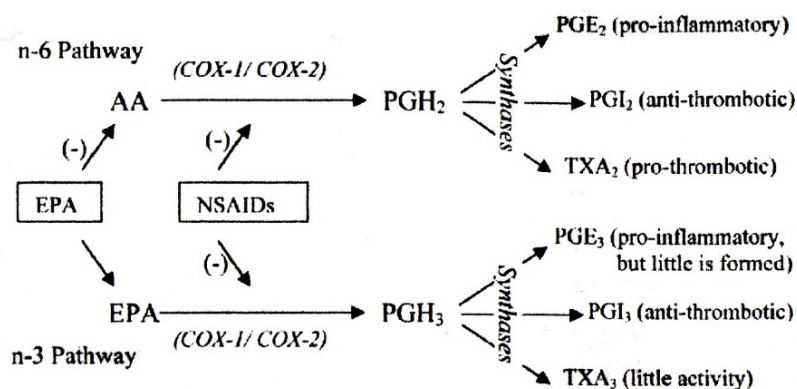 n-6 Pathway
(COX-1/ COX-2)
AA
PGH₂
Synthases
PGE₂ (pro-inflammatory)
PGI₂ (anti-thrombotic)
TXA₂ (pro-thrombotic)
(-)
(-)
EPA
NSAIDs
(-)
EPA
(COX-1/ COX-2)
n-3 Pathway
PGH₃
Synthases
PGE₃ (pro-inflammatory,
but little is formed)
PGI₃ (anti-thrombotic)
TXA₃ (little activity)